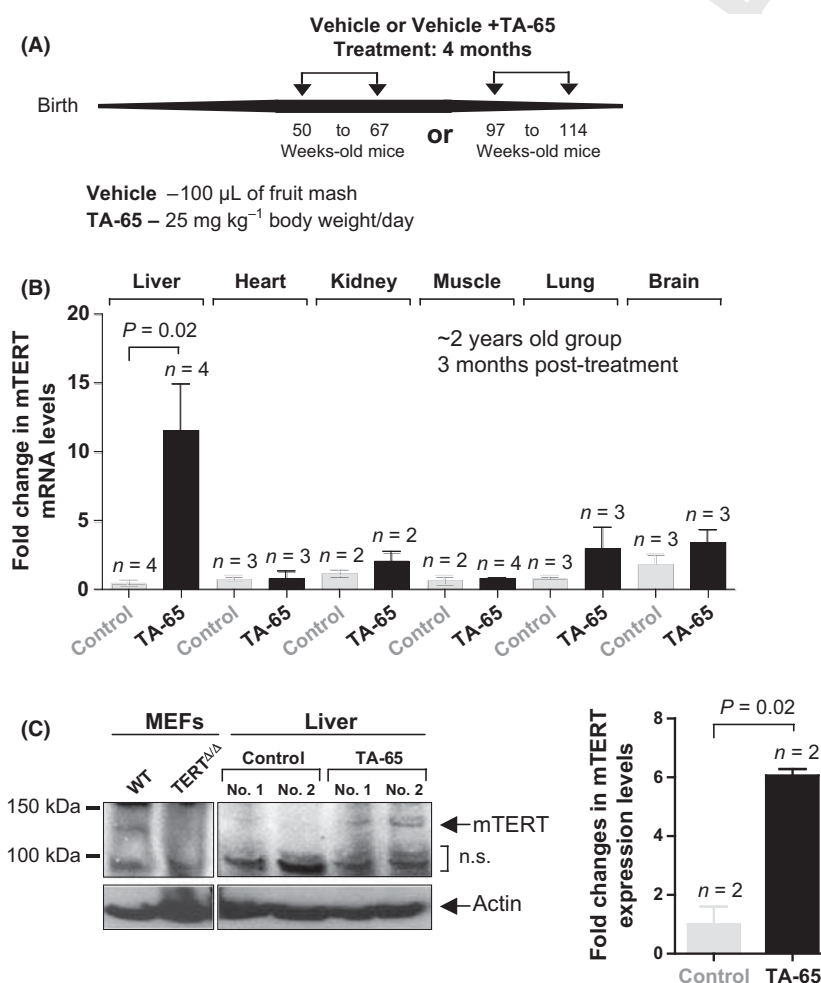 (A)
Vehicle or Vehicle +TA-65
Treatment: 4 months
Birth
50 to 67
Weeks-old mice
or
97 to 114
Weeks-old mice
Vehicle –100 µL of fruit mash
TA-65 – 25 mg kg⁻¹ body weight/day
(B)
Liver Heart Kidney Muscle Lung Brain
20
15
10
5
0
Fold change in mTERT
mRNA levels
P = 0.02
~2 years old group
3 months post-treatment
n = 4 n = 4 n = 3 n = 3 n = 2 n = 2 n = 2 n = 4 n = 3 n = 3 n = 3 n = 3
Control TA-65 Control TA-65 Control TA-65 Control TA-65 Control TA-65 Control TA-65
(C)
MEFs Liver
WT TERTΔ/Δ
Control TA-65
No. 1 No. 2 No. 1 No. 2
150 kDa
100 kDa
mTERT
n.s.
Actin
Fold changes in mTERT
expression levels
8
6
4
2
0
P = 0.02
n = 2
n = 2
Control TA-65